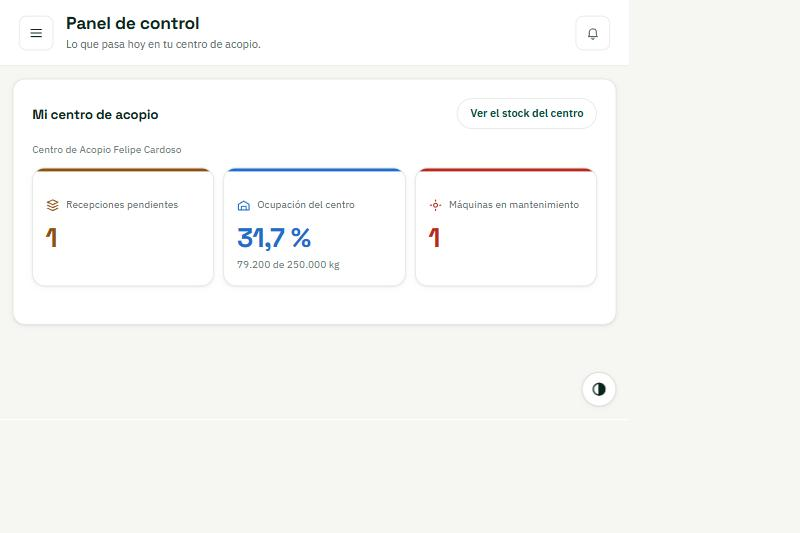 Panel de control
Lo que pasa hoy en tu centro de acopio.
Mi centro de acopio
Ver el stock del centro
Centro de Acopio Felipe Cardoso
Recepciones pendientes
1
Ocupación del centro
31,7 %
79.200 de 250.000 kg
Máquinas en mantenimiento
1